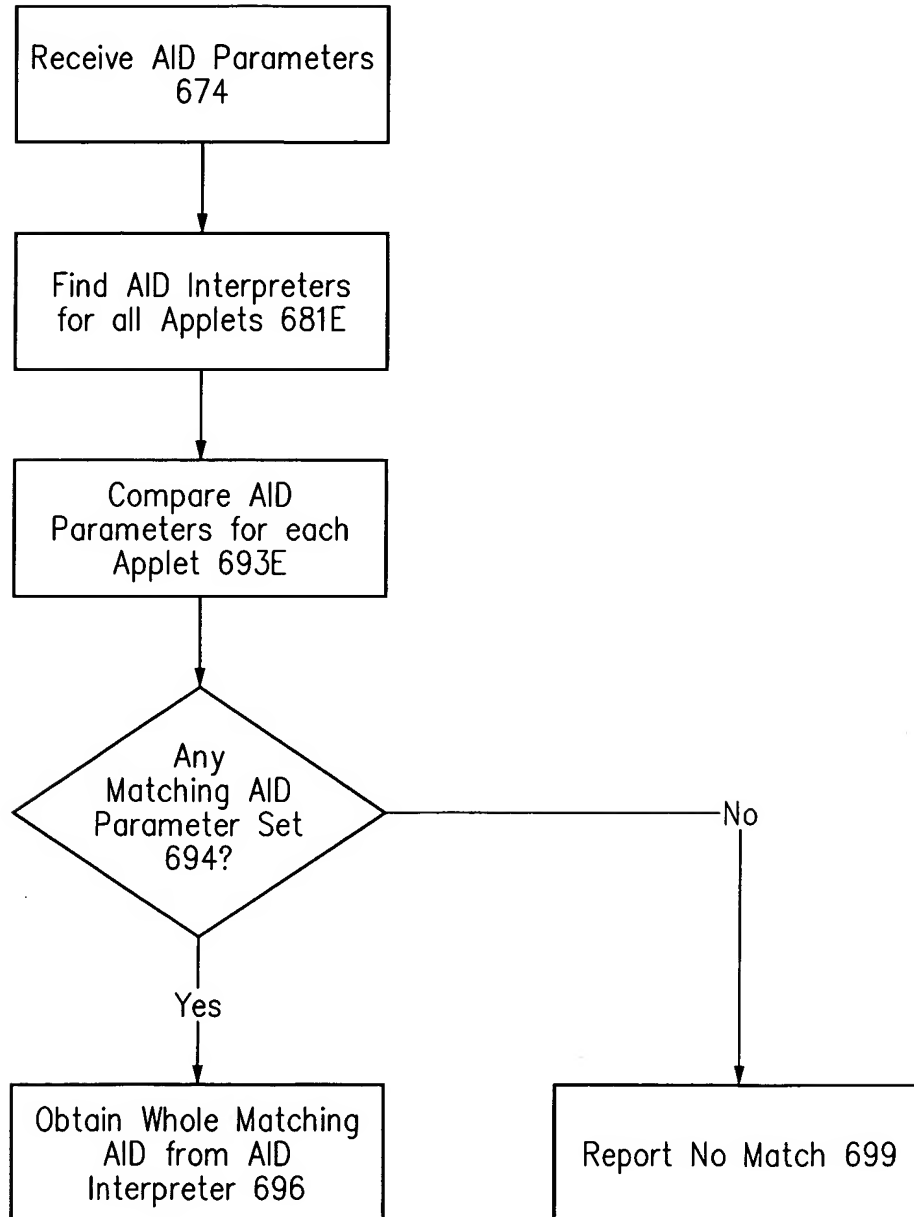 Receive AID Parameters
674
Find AID Interpreters
for all Applets 681E
Compare AID
Parameters for each
Applet 693E
Any
Matching AID
Parameter Set
694?
No
Yes
Obtain Whole Matching
AID from AID
Interpreter 696
Report No Match 699